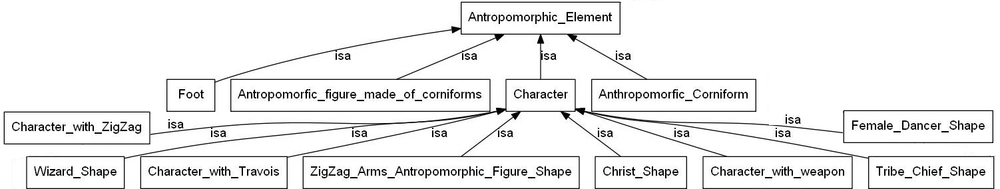 Antropomorphic_Element
isa isa isa isa
Foot Antropomorfic_figure_made_of_corniforms Character Anthropomorfic_Corniform
Character_with_ZigZag isa isa isa isa isa isa isa isa Female_Dancer_Shape
Wizard_Shape Character_with_Travois ZigZag_Arms_Antropomorphic_Figure_Shape Christ_Shape Character_with_weapon Tribe_Chief_Shape